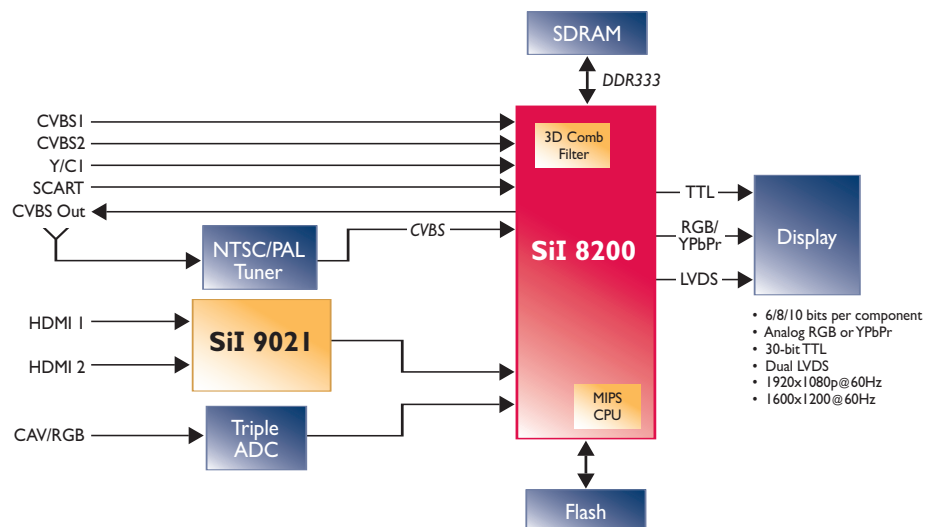 SDRAM
DDR333
CVBS1
CVBS2
Y/C1
SCART
CVBS Out
3D Comb
Filter
NTSC/PAL
Tuner
CVBS
SiI 8200
TTL
RGB/
YPbPr
LVDS
Display
• 6/8/10 bits per component
• Analog RGB or YPbPr
• 30-bit TTL
• Dual LVDS
• 1920x1080p@60Hz
• 1600x1200@60Hz
HDMI 1
HDMI 2
SiI 9021
MIPS
CPU
CAV/RGB
Triple
ADC
Flash